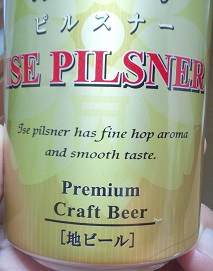 ピルスナー
ISE PILSNER
Ise pilsner has fine hop aroma
and smooth taste.
Premium
Craft Beer
[地ビール]